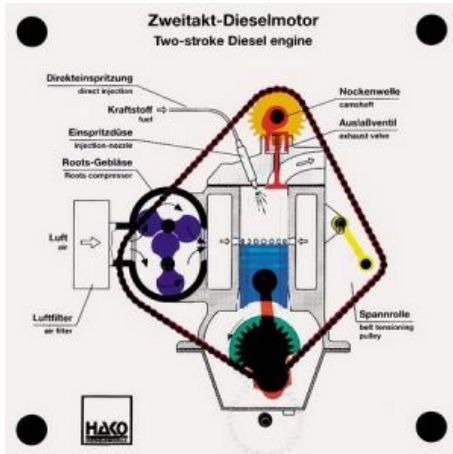 Zweitakt-Dieselmotor
Two-stroke Diesel engine
Direkteinspritzung
direct injection
Kraftstoff
fuel
Einspritzdüse
injection-nozzle
Roots-Gebläse
Roots compressor
Luft
air
Luftfilter
air filter
Nockenwelle
camshaft
Auslaßventil
exhaust valve
Spannrolle
belt tensioning
pulley
HAKO